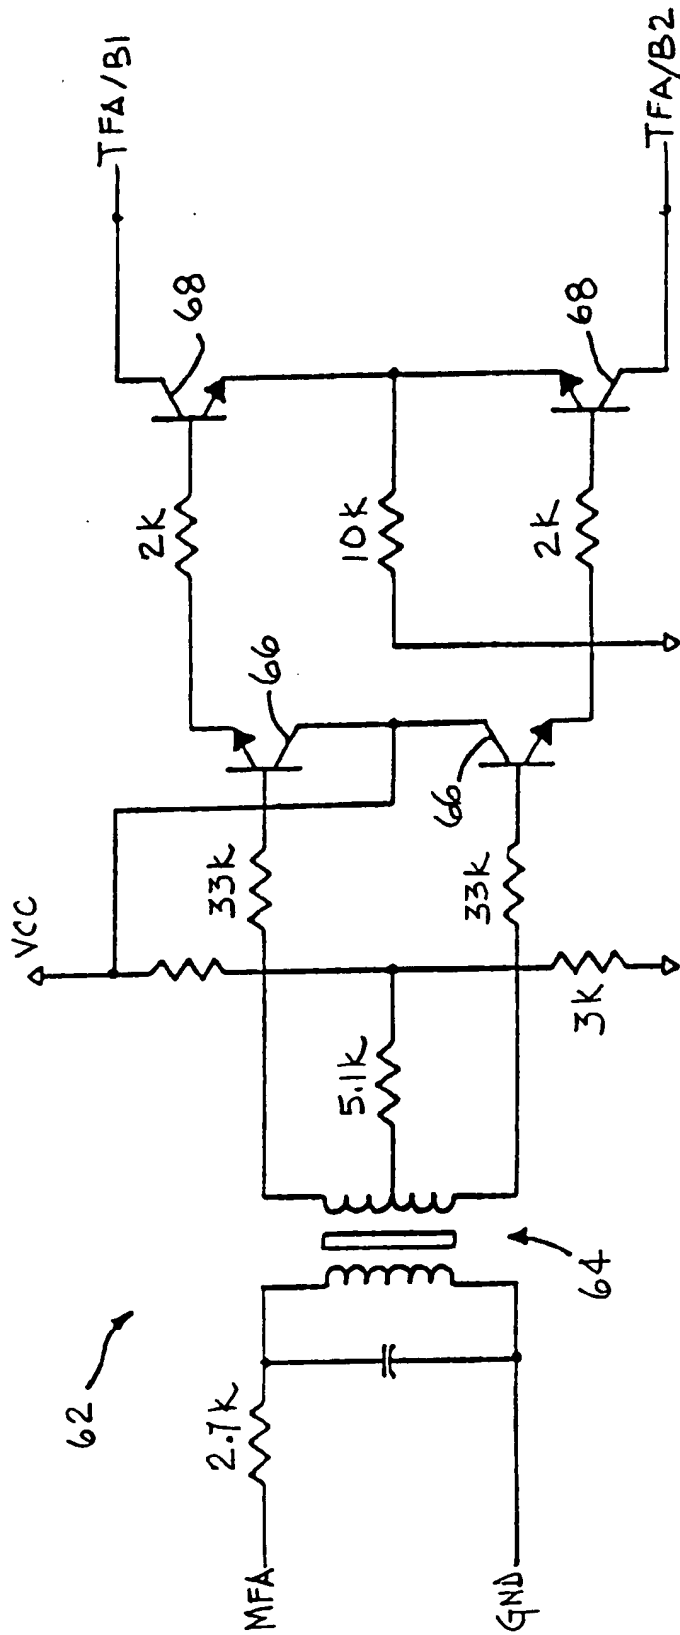 VCC
62
TFA/B1
2K
68
2.7K
33K
MFA
66
5.1K
10K
66
33K
GND
2K
68
3K
64
TFA/B2